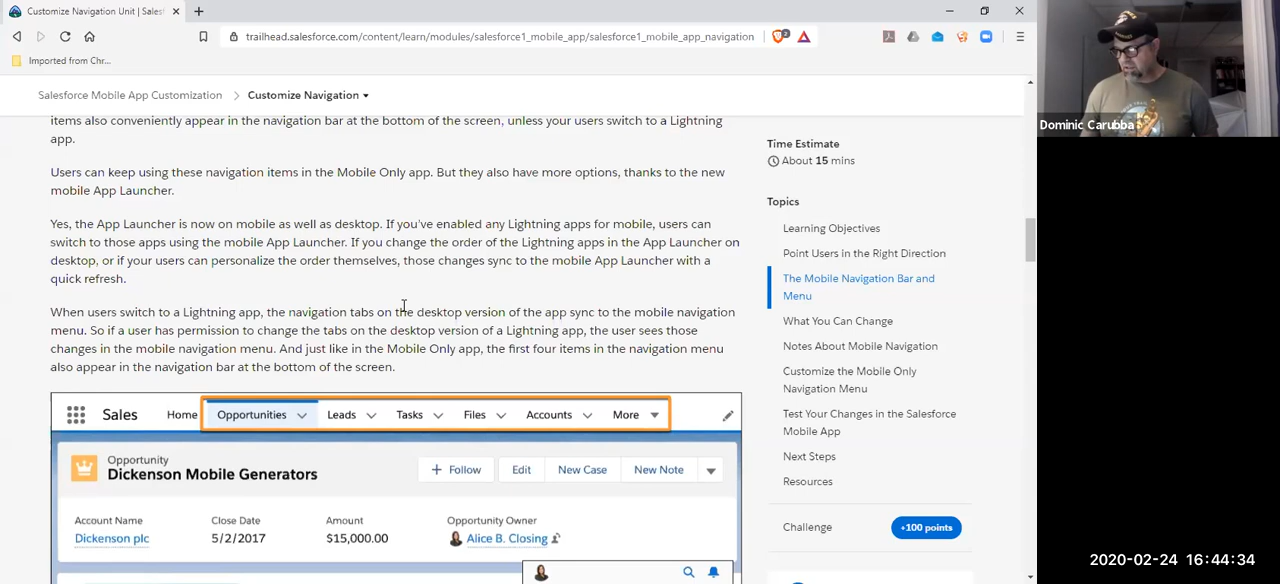 Customize Navigation Unit | Salesf
trailhead.salesforce.com/content/learn/modules/salesforce1_mobile_app/salesforce1_mobile_app_navigation
2
Imported from Chr...
Salesforce Mobile App Customization
Customize Navigation
items also conveniently appear in the navigation bar at the bottom of the screen, unless your users switch to a Lightning
app.
Users can keep using these navigation items in the Mobile Only app. But they also have more options, thanks to the new
mobile App Launcher.
Yes, the App Launcher is now on mobile as well as desktop. If you've enabled any Lightning apps for mobile, users can
switch to those apps using the mobile App Launcher. If you change the order of the Lightning apps in the App Launcher on
desktop, or if your users can personalize the order themselves, those changes sync to the mobile App Launcher with a
quick refresh.
When users switch to a Lightning app, the navigation tabs on the desktop version of the app sync to the mobile navigation
menu. So if a user has permission to change the tabs on the desktop version of a Lightning app, the user sees those
changes in the mobile navigation menu. And just like in the Mobile Only app, the first four items in the navigation menu
also appear in the navigation bar at the bottom of the screen.
Sales Home Opportunities Leads Tasks Files Accounts More
Opportunity
Dickenson Mobile Generators
+ Follow Edit New Case New Note
Account Name Close Date Amount Opportunity Owner
Dickenson plc 5/2/2017 $15,000.00 Alice B. Closing
Time Estimate
About 15 mins
Topics
Learning Objectives
Point Users in the Right Direction
The Mobile Navigation Bar and
Menu
What You Can Change
Notes About Mobile Navigation
Customize the Mobile Only
Navigation Menu
Test Your Changes in the Salesforce
Mobile App
Next Steps
Resources
Challenge
+100 points
Dominic Carubba
2020-02-24 16:44:34